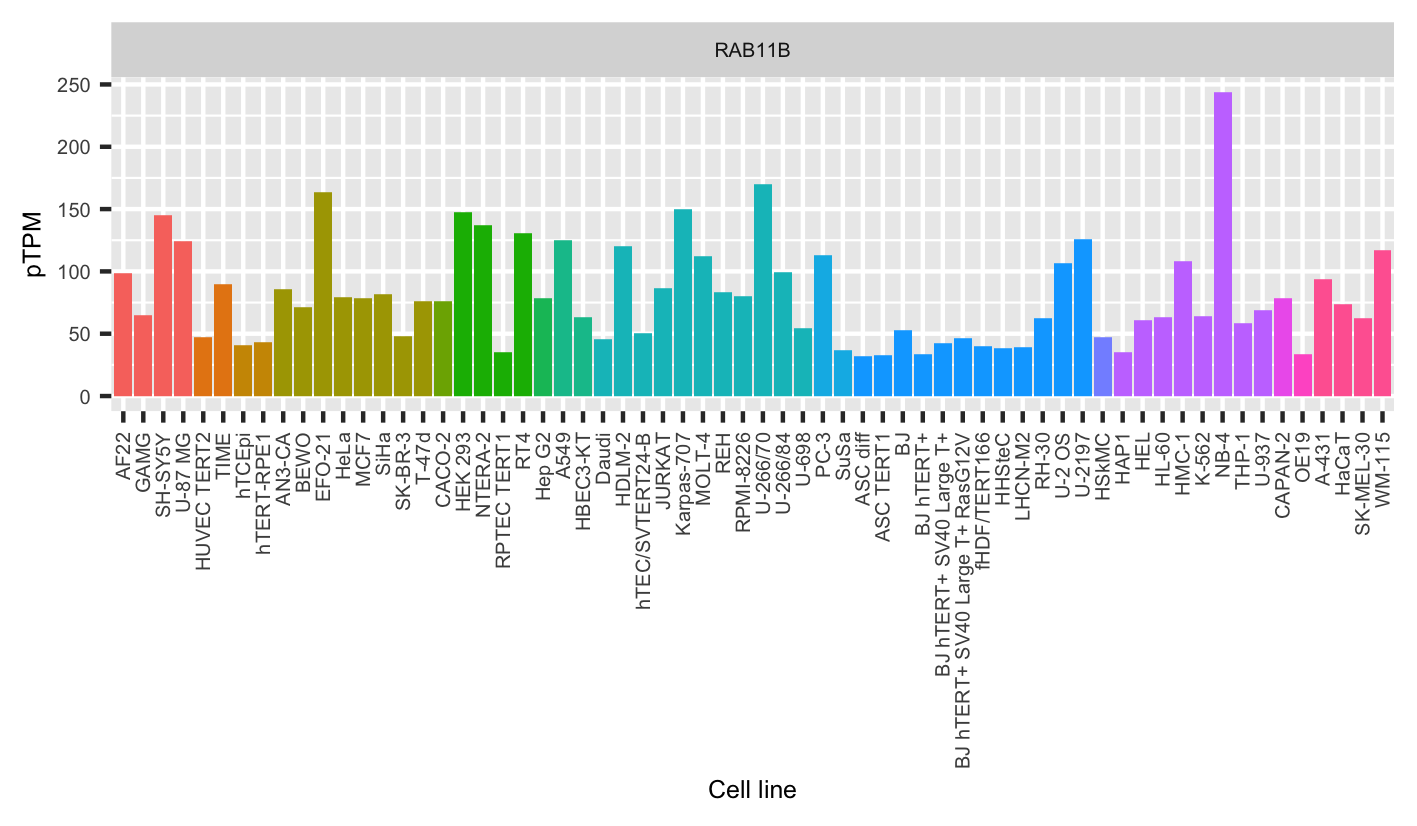 RAB11B
250
200
150
100
50
0
pTPM
AF22
GAMG
SH-SY5Y
U-87 MG
HUVEC TERT2
TIME
hTCEpi
hTERT-RPE1
AN3-CA
BEWO
EFO-21
HeLa
MCF7
SiHa
SK-BR-3
T-47d
CACO-2
HEK 293
NTERA-2
RPTEC TERT1
RT4
Hep G2
A549
HBEC3-KT
Daudi
HDLM-2
hTEC/SVTERT24-B
JURKAT
Karpas-707
MOLT-4
REH
RPMI-8226
U-266/70
U-266/84
U-698
PC-3
SuSa
ASC diff
ASC TERT1
BJ
BJ hTERT+
BJ hTERT+ SV40 Large T+
BJ hTERT+ SV40 Large T+ RasG12V
fHDF/TERT166
HHSteC
LHCN-M2
RH-30
U-2 OS
U-2197
HSkMC
HAP1
HEL
HL-60
HMC-1
K-562
NB-4
THP-1
U-937
CAPAN-2
OE19
A-431
HaCaT
SK-MEL-30
WM-115
Cell line